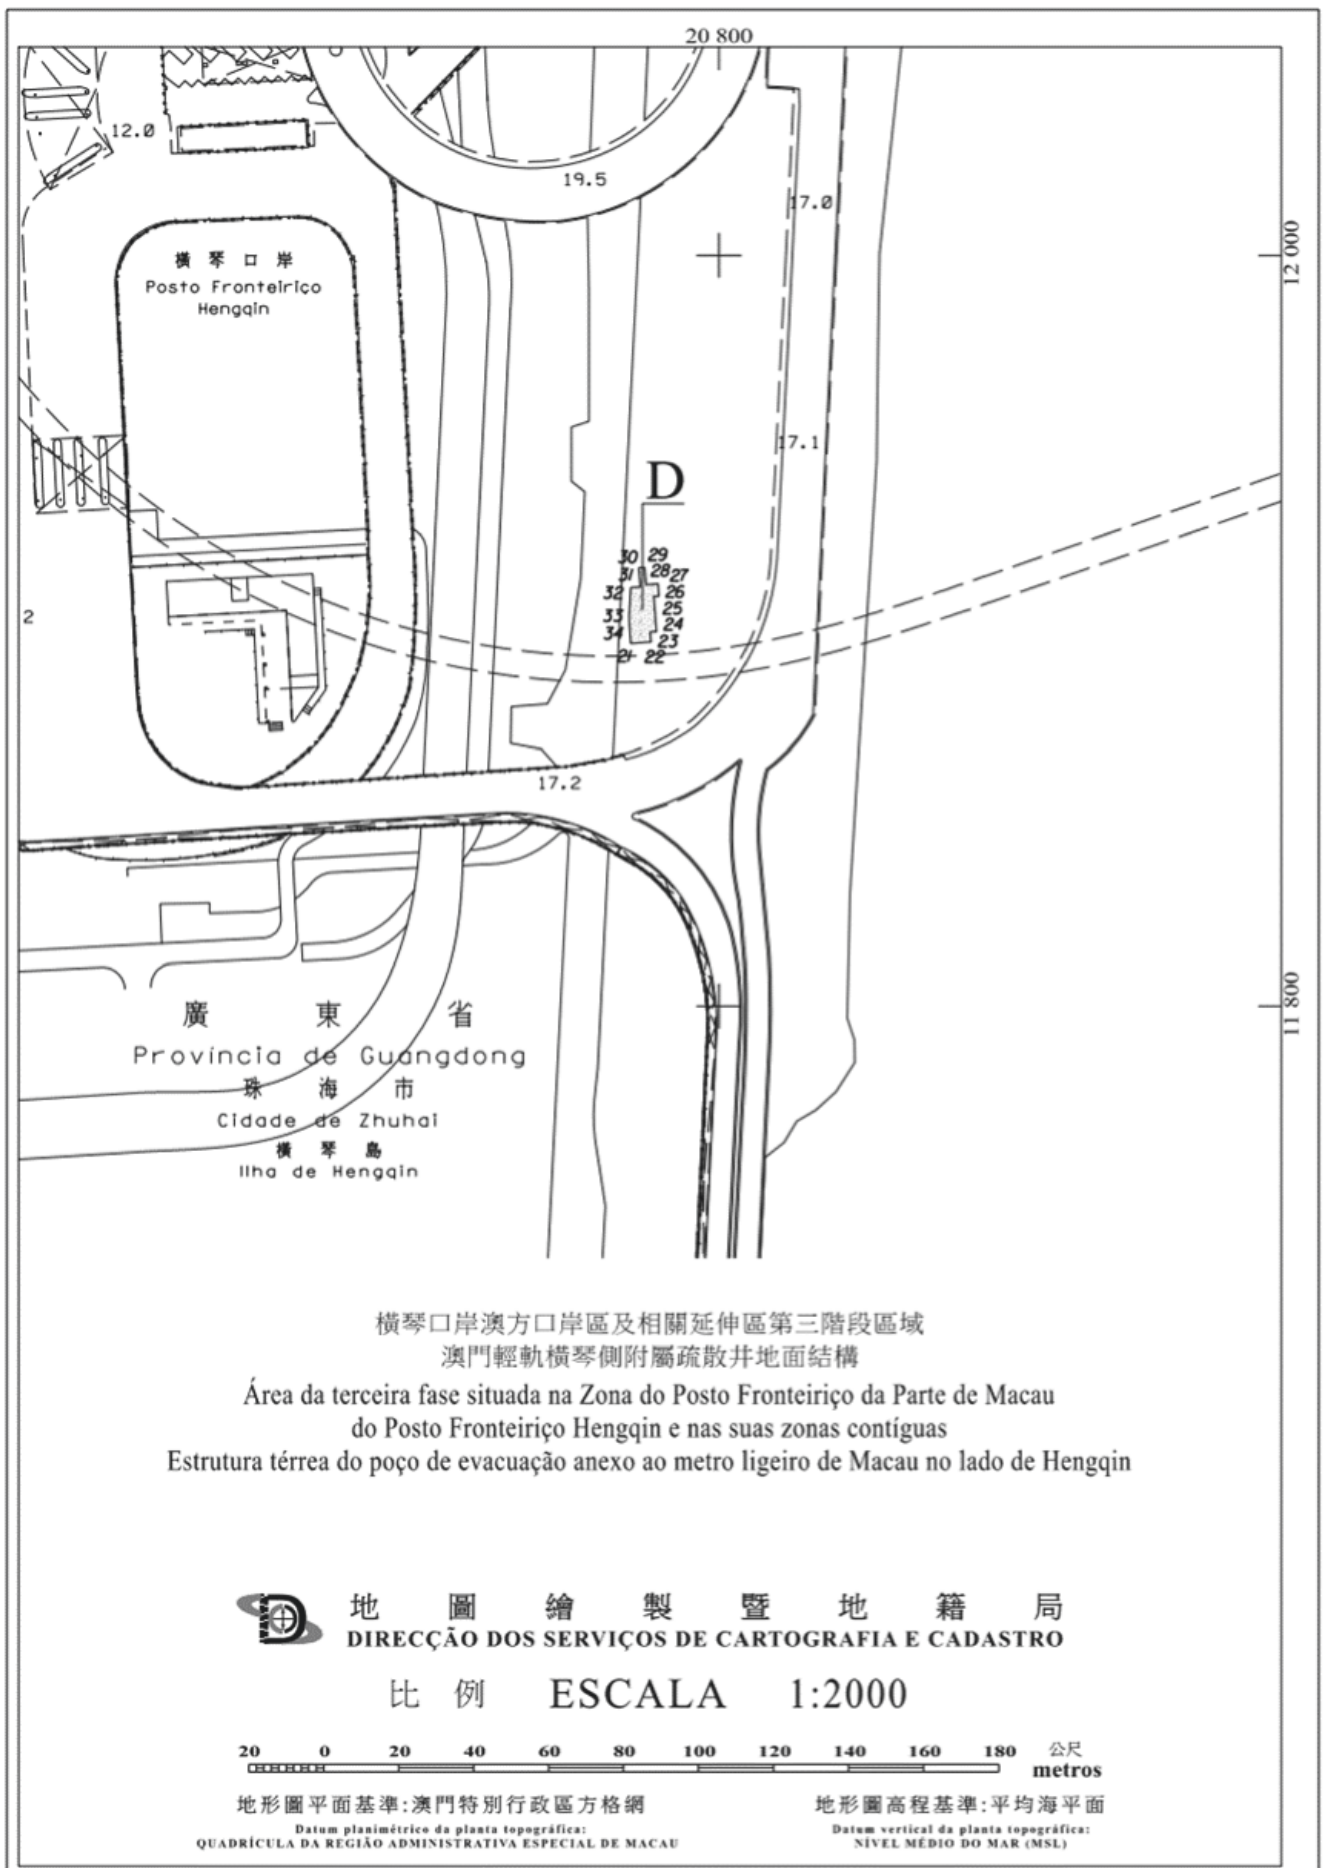 20 800
12.0
19.5
17.0
12 000
橫琴口岸
Posto Fronteiriço
Hengqin
17.1
D
30 29
31 28 27
32 26
33 25
34 24
23
21 22
2
17.2
11 800
廣東省
Província de Guangdong
珠海市
Cidade de Zhuhai
橫琴島
Ilha de Hengqin
橫琴口岸澳方口岸區及相關延伸區第三階段區域
澳門輕軌橫琴側附屬疏散井地面結構
Área da terceira fase situada na Zona do Posto Fronteiriço da Parte de Macau
do Posto Fronteiriço Hengqin e nas suas zonas contíguas
Estrutura térrea do poço de evacuação anexo ao metro ligeiro de Macau no lado de Hengqin
地圖繪製暨地籍局
DIRECÇÃO DOS SERVIÇOS DE CARTOGRAFIA E CADASTRO
比例 ESCALA 1:2000
20 0 20 40 60 80 100 120 140 160 180 公尺
metros
地形圖平面基準:澳門特別行政區方格網
Datum planimétrico da planta topográfica:
QUADRÍCULA DA REGIÃO ADMINISTRATIVA ESPECIAL DE MACAU
地形圖高程基準:平均海平面
Datum vertical da planta topográfica:
NÍVEL MÉDIO DO MAR (MSL)